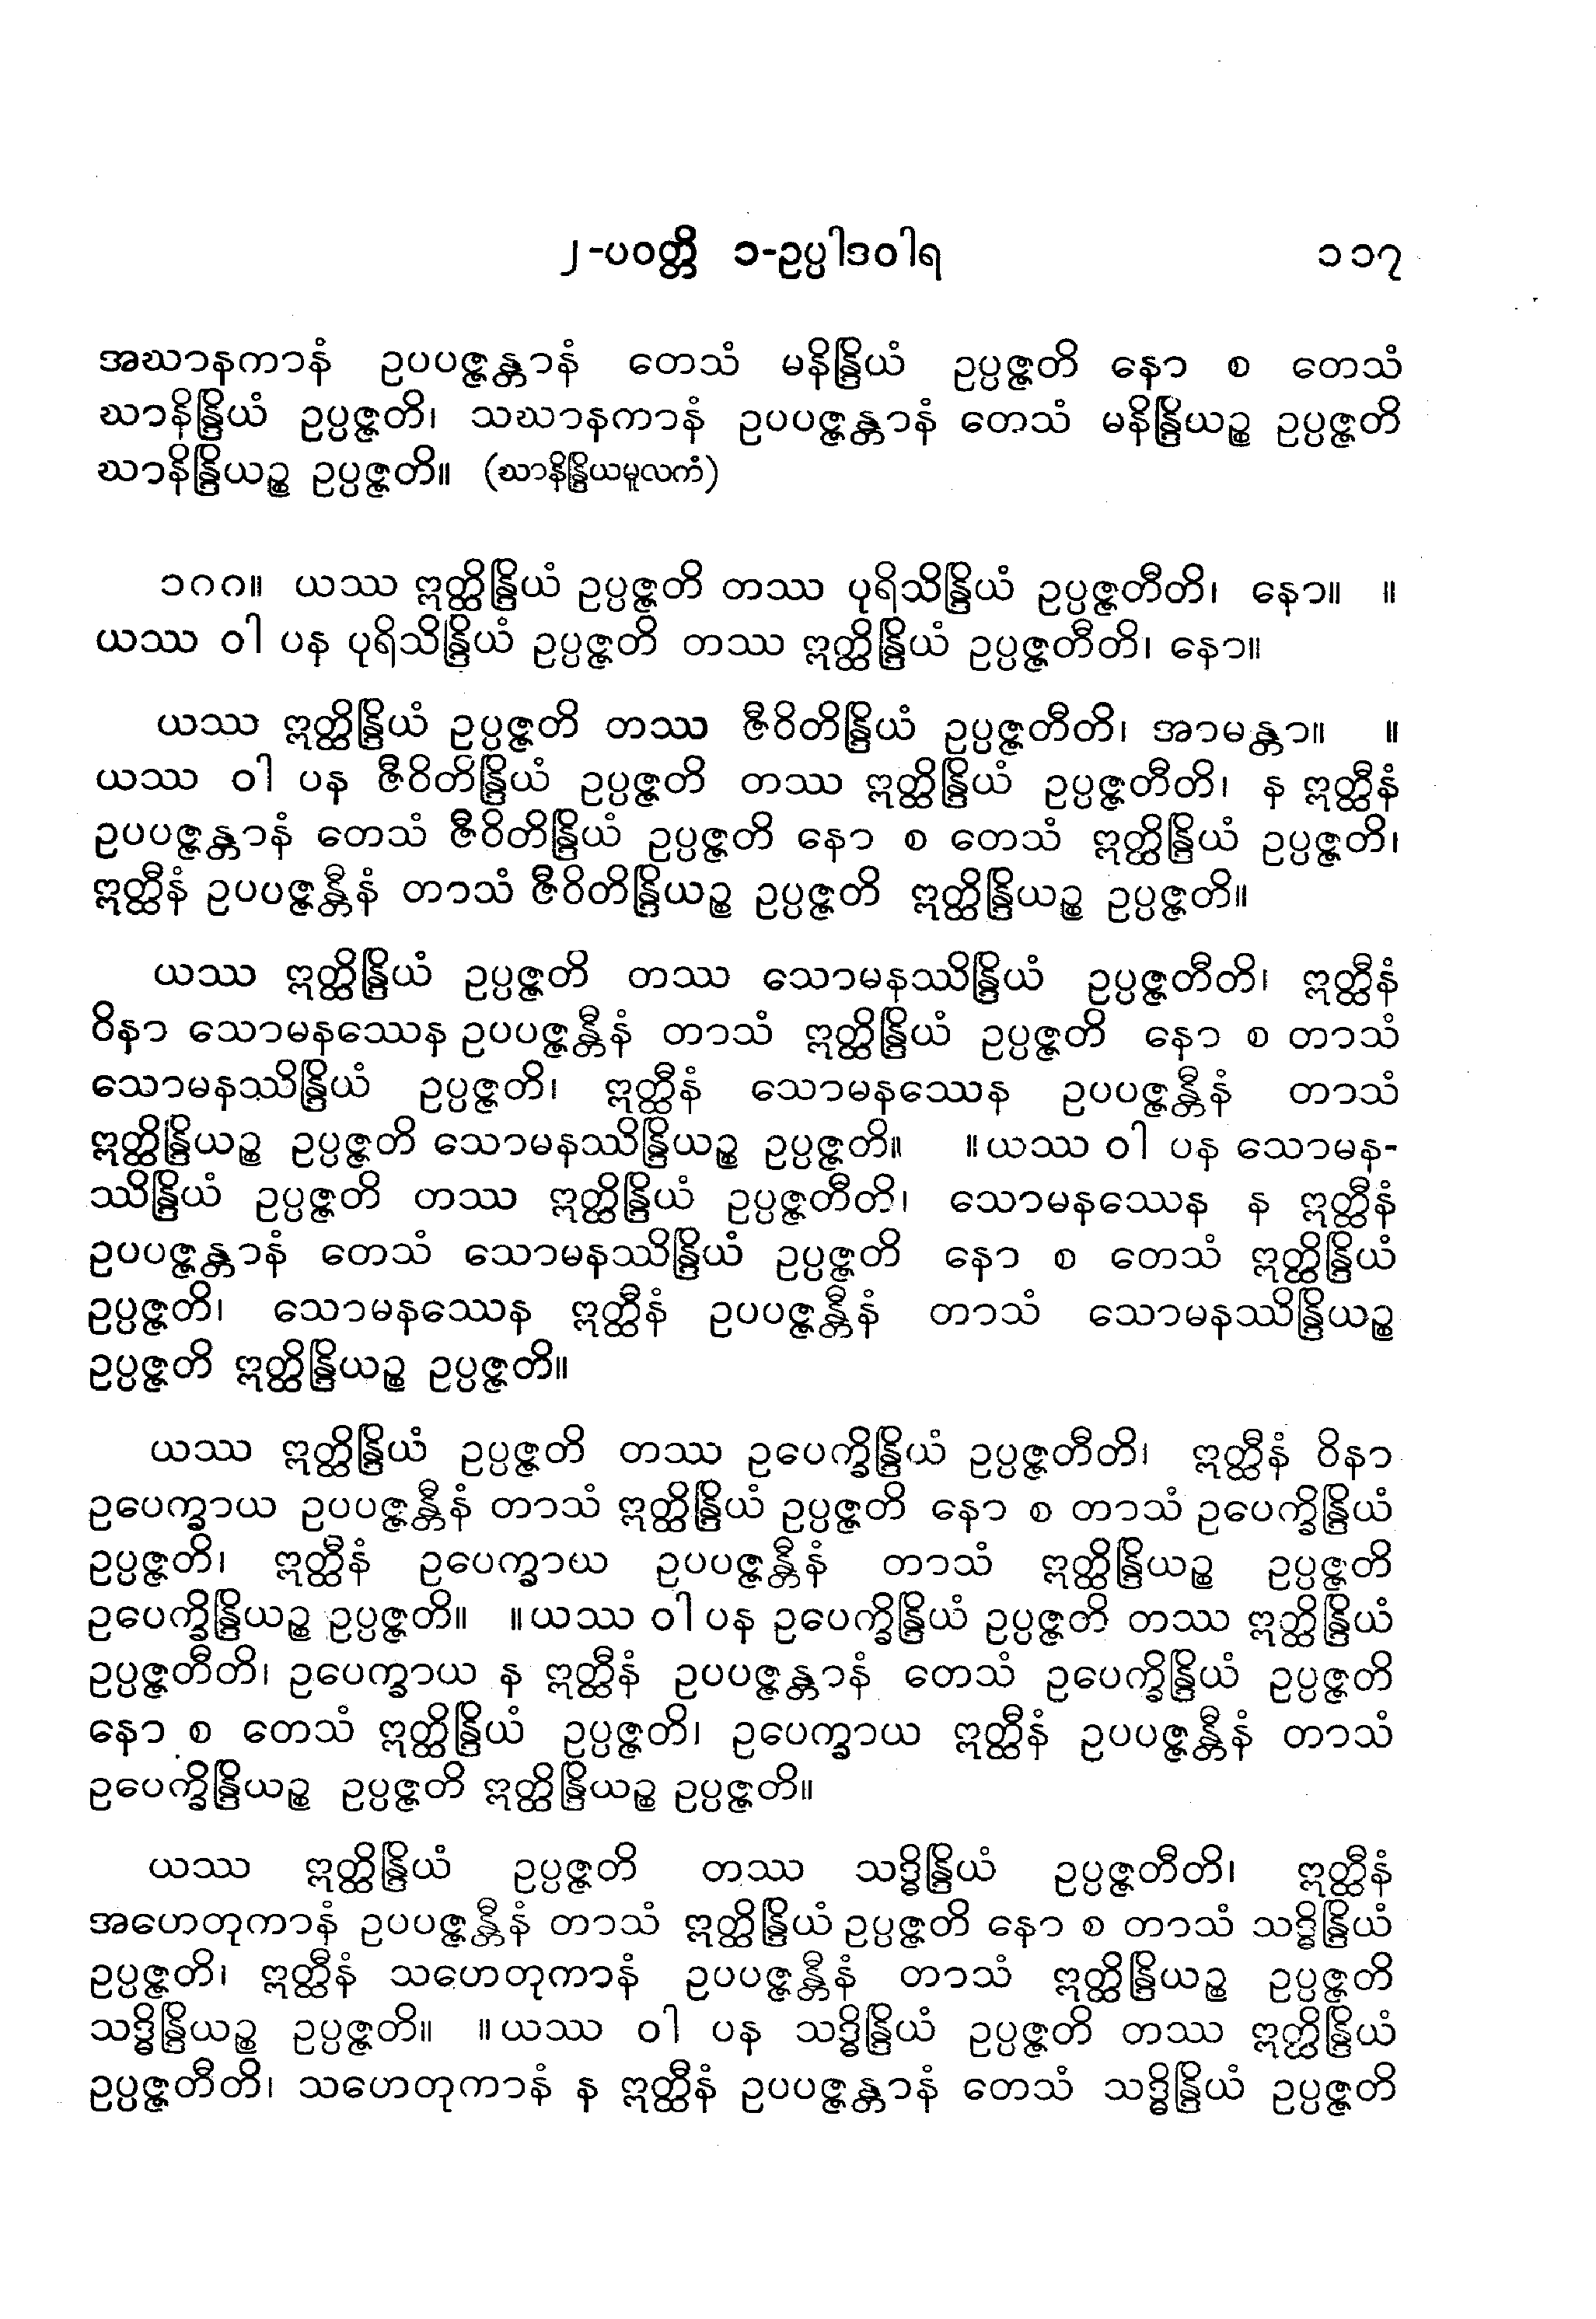 ၂-ပဝတ္တိ ၁-ဥပ္ပါဒဝါရ ၁၁၇
အဃာနကာနံ ဥပပဇ္ဇန္တာနံ တေသံ မနိန္ဒြိယံ ဥပ္ပဇ္ဇတိ နော စ တေသံ
ဃာနိန္ဒြိယံ ဥပ္ပဇ္ဇတိ၊ သဃာနကာနံ ဥပပဇ္ဇန္တာနံ တေသံ မနိန္ဒြိယဉ္စ ဥပ္ပဇ္ဇတိ
ဃာနိန္ဒြိယဉ္စ ဥပ္ပဇ္ဇတိ။ (ဃာနိန္ဒြိယမူလကံ)
၁၈၈။ ယဿ ဣတ္ထိန္ဒြိယံ ဥပ္ပဇ္ဇတိ တဿ ပုရိသိန္ဒြိယံ ဥပ္ပဇ္ဇတီတိ၊ နော။ ။
ယဿ ဝါ ပန ပုရိသိန္ဒြိယံ ဥပ္ပဇ္ဇတိ တဿ ဣတ္ထိန္ဒြိယံ ဥပ္ပဇ္ဇတီတိ၊ နော။
ယဿ ဣတ္ထိန္ဒြိယံ ဥပ္ပဇ္ဇတိ တဿ ဇီဝိတိန္ဒြိယံ ဥပ္ပဇ္ဇတီတိ၊ အာမန္တာ။ ။
ယဿ ဝါ ပန ဇီဝိတိန္ဒြိယံ ဥပ္ပဇ္ဇတိ တဿ ဣတ္ထိန္ဒြိယံ ဥပ္ပဇ္ဇတီတိ၊ န ဣတ္ထီနံ
ဥပပဇ္ဇန္တာနံ တေသံ ဇီဝိတိန္ဒြိယံ ဥပ္ပဇ္ဇတိ နော စ တေသံ ဣတ္ထိန္ဒြိယံ ဥပ္ပဇ္ဇတိ၊
ဣတ္ထီနံ ဥပပဇ္ဇန္တီနံ တာသံ ဇီဝိတိန္ဒြိယဉ္စ ဥပ္ပဇ္ဇတိ ဣတ္ထိန္ဒြိယဉ္စ ဥပ္ပဇ္ဇတိ။
ယဿ ဣတ္ထိန္ဒြိယံ ဥပ္ပဇ္ဇတိ တဿ သောမနဿိန္ဒြိယံ ဥပ္ပဇ္ဇတီတိ၊ ဣတ္ထီနံ
ဝိနာ သောမနဿေန ဥပပဇ္ဇန္တီနံ တာသံ ဣတ္ထိန္ဒြိယံ ဥပ္ပဇ္ဇတိ နော စ တာသံ
သောမနဿိန္ဒြိယံ ဥပ္ပဇ္ဇတိ၊ ဣတ္ထီနံ သောမနဿေန ဥပပဇ္ဇန္တီနံ တာသံ
ဣတ္ထိန္ဒြိယဉ္စ ဥပ္ပဇ္ဇတိ သောမနဿိန္ဒြိယဉ္စ ဥပ္ပဇ္ဇတိ။ ။ယဿ ဝါ ပန သောမန-
ဿိန္ဒြိယံ ဥပ္ပဇ္ဇတိ တဿ ဣတ္ထိန္ဒြိယံ ဥပ္ပဇ္ဇတီတိ၊ သောမနဿေန န ဣတ္ထီနံ
ဥပပဇ္ဇန္တာနံ တေသံ သောမနဿိန္ဒြိယံ ဥပ္ပဇ္ဇတိ နော စ တေသံ ဣတ္ထိန္ဒြိယံ
ဥပ္ပဇ္ဇတိ၊ သောမနဿေန ဣတ္ထီနံ ဥပပဇ္ဇန္တီနံ တာသံ သောမနဿိန္ဒြိယဉ္စ
ဥပ္ပဇ္ဇတိ ဣတ္ထိန္ဒြိယဉ္စ ဥပ္ပဇ္ဇတိ။
ယဿ ဣတ္ထိန္ဒြိယံ ဥပ္ပဇ္ဇတိ တဿ ဥပေက္ခိန္ဒြိယံ ဥပ္ပဇ္ဇတီတိ၊ ဣတ္ထီနံ ဝိနာ
ဥပေက္ခာယ ဥပပဇ္ဇန္တီနံ တာသံ ဣတ္ထိန္ဒြိယံ ဥပ္ပဇ္ဇတိ နော စ တာသံ ဥပေက္ခိန္ဒြိယံ
ဥပ္ပဇ္ဇတိ၊ ဣတ္ထီနံ ဥပေက္ခာယ ဥပပဇ္ဇန္တီနံ တာသံ ဣတ္ထိန္ဒြိယဉ္စ ဥပ္ပဇ္ဇတိ
ဥပေက္ခိန္ဒြိယဉ္စ ဥပ္ပဇ္ဇတိ။ ။ယဿ ဝါ ပန ဥပေက္ခိန္ဒြိယံ ဥပ္ပဇ္ဇတိ တဿ ဣတ္ထိန္ဒြိယံ
ဥပ္ပဇ္ဇတီတိ၊ ဥပေက္ခာယ န ဣတ္ထီနံ ဥပပဇ္ဇန္တာနံ တေသံ ဥပေက္ခိန္ဒြိယံ ဥပ္ပဇ္ဇတိ
နော စ တေသံ ဣတ္ထိန္ဒြိယံ ဥပ္ပဇ္ဇတိ၊ ဥပေက္ခာယ ဣတ္ထီနံ ဥပပဇ္ဇန္တီနံ တာသံ
ဥပေက္ခိန္ဒြိယဉ္စ ဥပ္ပဇ္ဇတိ ဣတ္ထိန္ဒြိယဉ္စ ဥပ္ပဇ္ဇတိ။
ယဿ ဣတ္ထိန္ဒြိယံ ဥပ္ပဇ္ဇတိ တဿ သဒ္ဓိန္ဒြိယံ ဥပ္ပဇ္ဇတီတိ၊ ဣတ္ထီနံ
အဟေတုကာနံ ဥပပဇ္ဇန္တီနံ တာသံ ဣတ္ထိန္ဒြိယံ ဥပ္ပဇ္ဇတိ နော စ တာသံ သဒ္ဓိန္ဒြိယံ
ဥပ္ပဇ္ဇတိ၊ ဣတ္ထီနံ သဟေတုကာနံ ဥပပဇ္ဇန္တီနံ တာသံ ဣတ္ထိန္ဒြိယဉ္စ ဥပ္ပဇ္ဇတိ
သဒ္ဓိန္ဒြိယဉ္စ ဥပ္ပဇ္ဇတိ။ ။ယဿ ဝါ ပန သဒ္ဓိန္ဒြိယံ ဥပ္ပဇ္ဇတိ တဿ ဣတ္ထိန္ဒြိယံ
ဥပ္ပဇ္ဇတီတိ၊ သဟေတုကာနံ န ဣတ္ထီနံ ဥပပဇ္ဇန္တာနံ တေသံ သဒ္ဓိန္ဒြိယံ ဥပ္ပဇ္ဇတိ